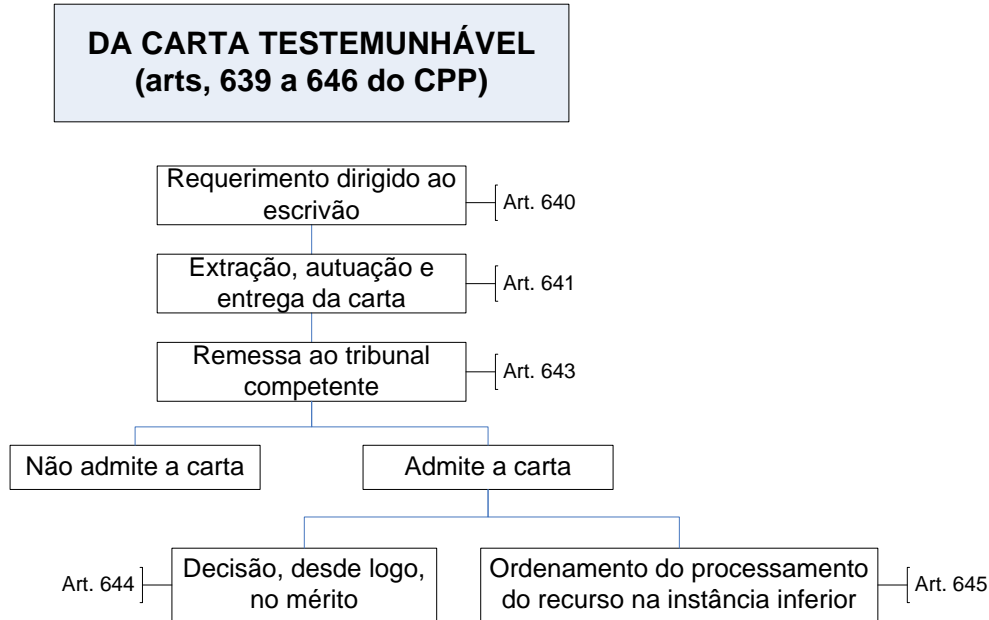 DA CARTA TESTEMUNHÁVEL
(arts, 639 a 646 do CPP)
Requerimento dirigido ao
escrivão
Art. 640
Extração, autuação e
entrega da carta
Art. 641
Remessa ao tribunal
competente
Art. 643
Não admite a carta
Admite a carta
Art. 644
Decisão, desde logo,
no mérito
Ordenamento do processamento
do recurso na instância inferior
Art. 645